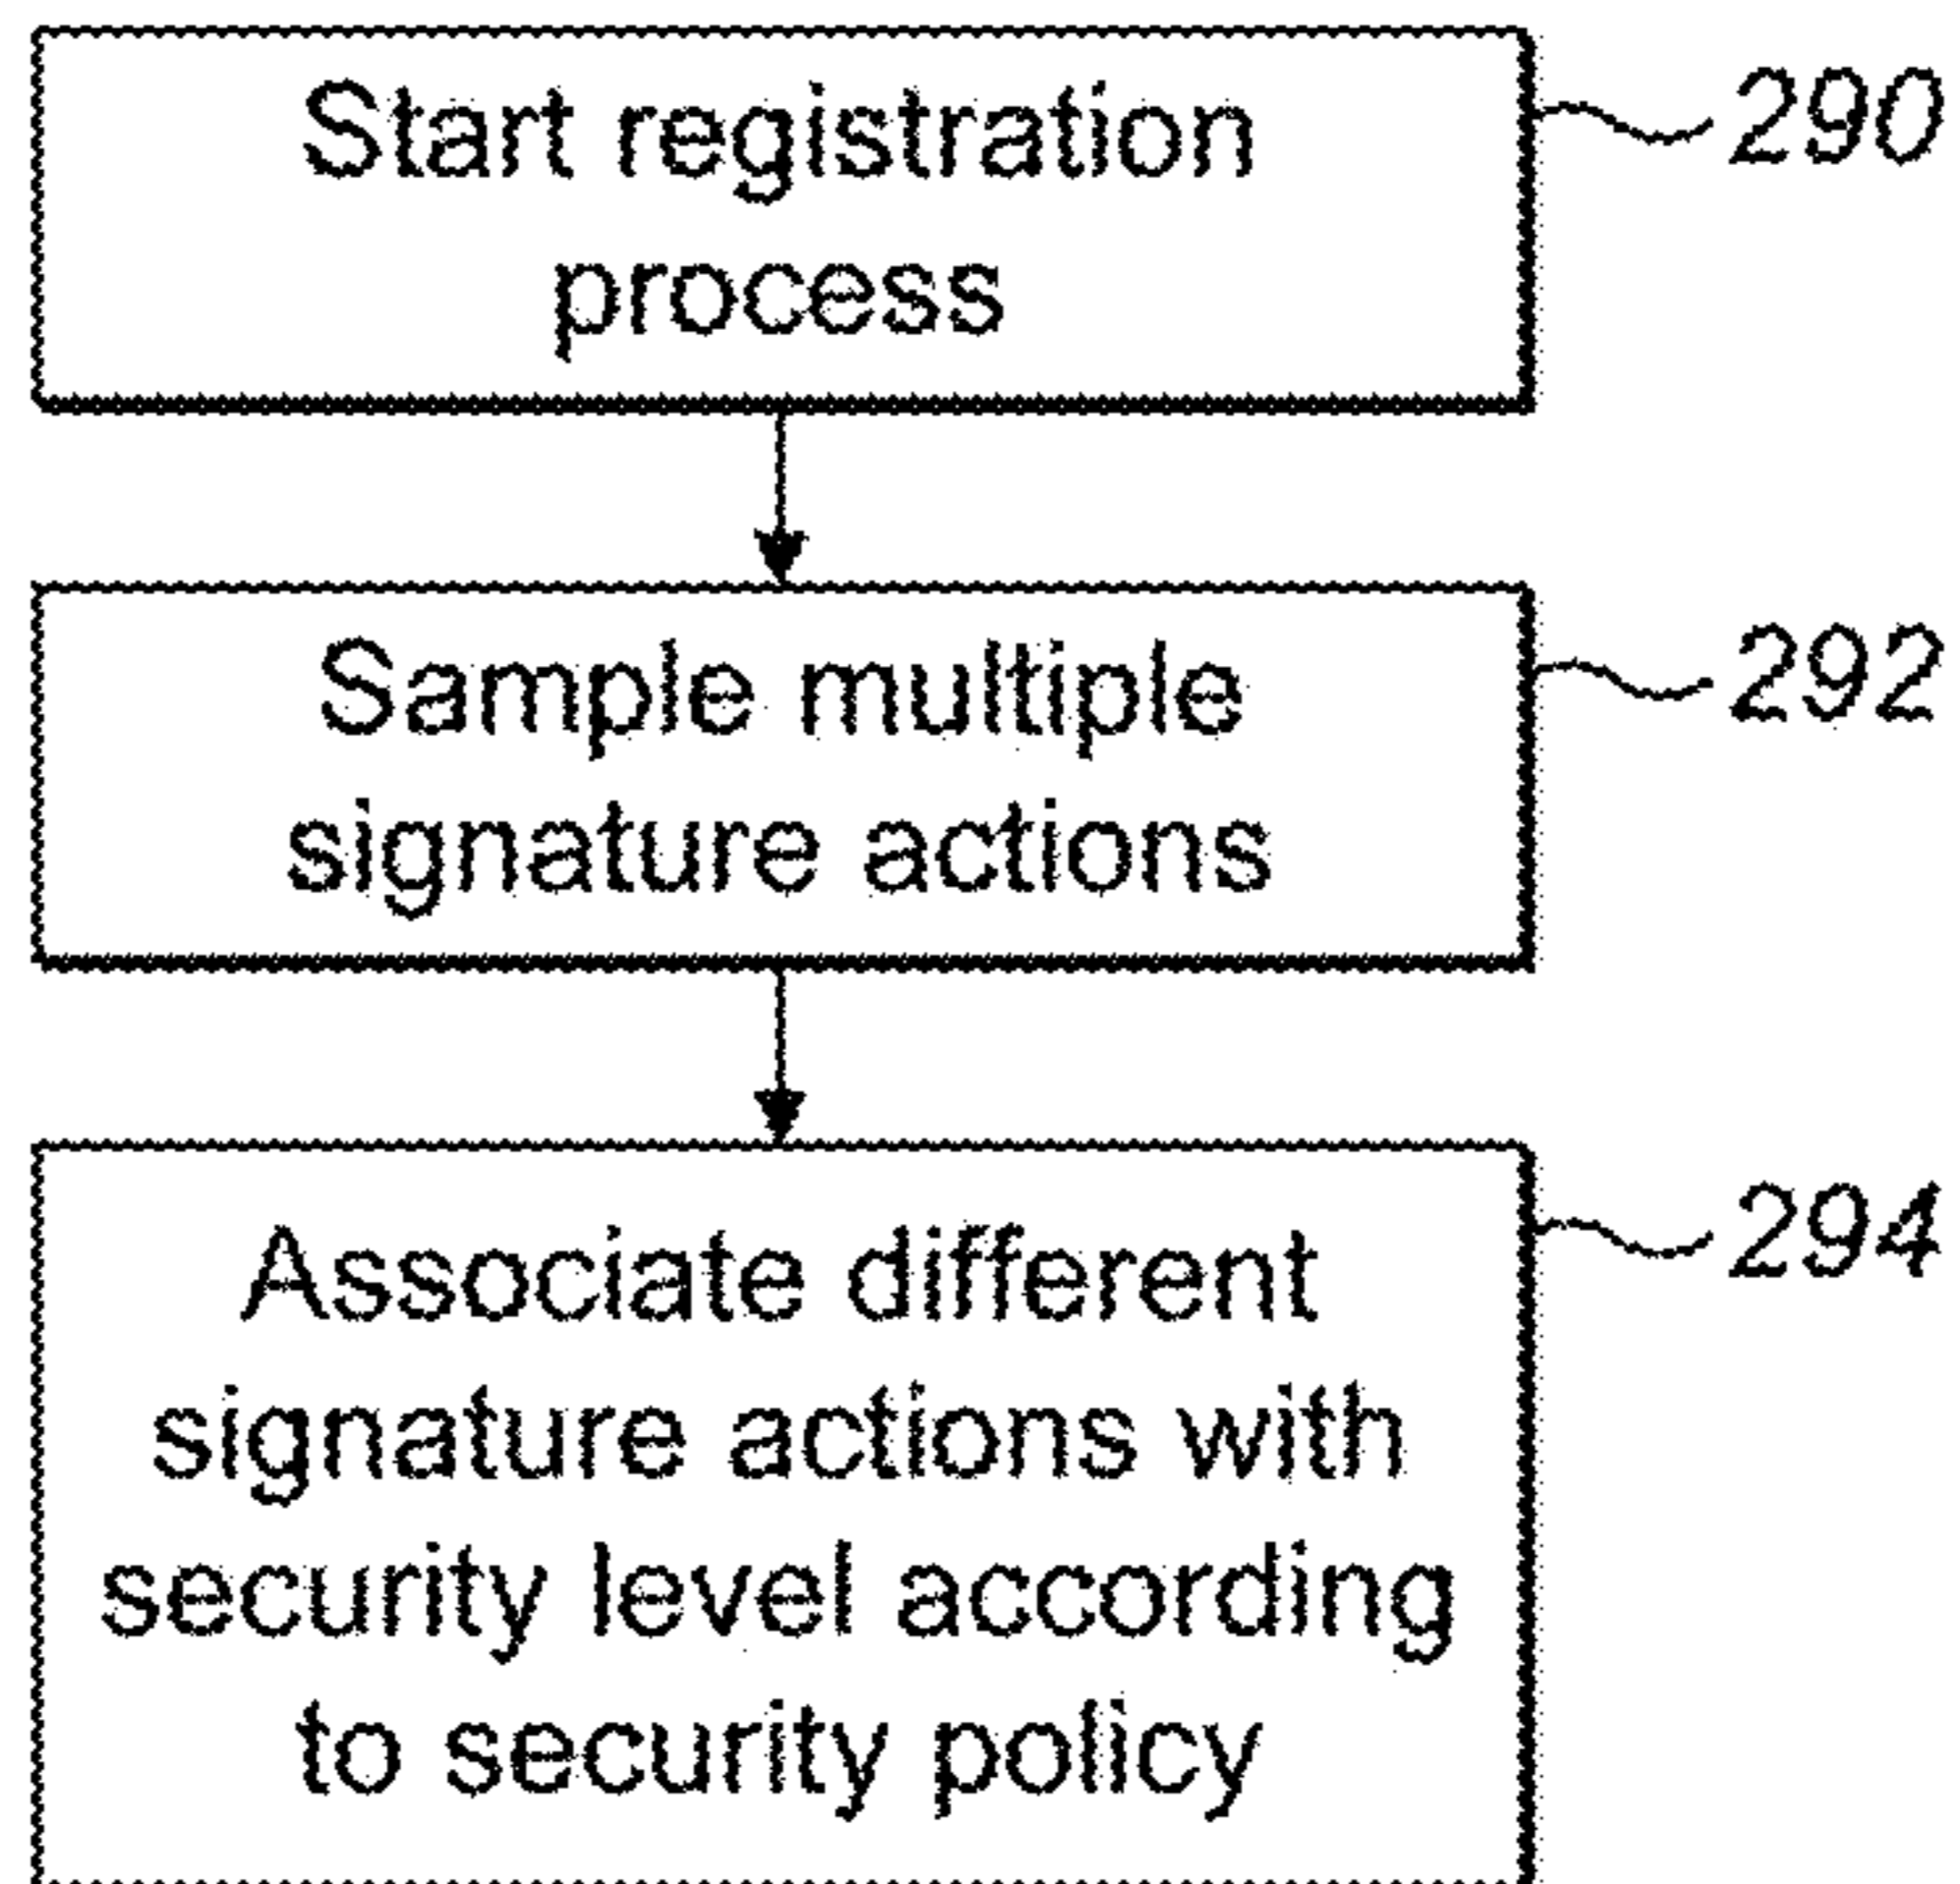 Start registration
process
290
Sample multiple
signature actions
292
Associate different
signature actions with
security level according
to security policy
294